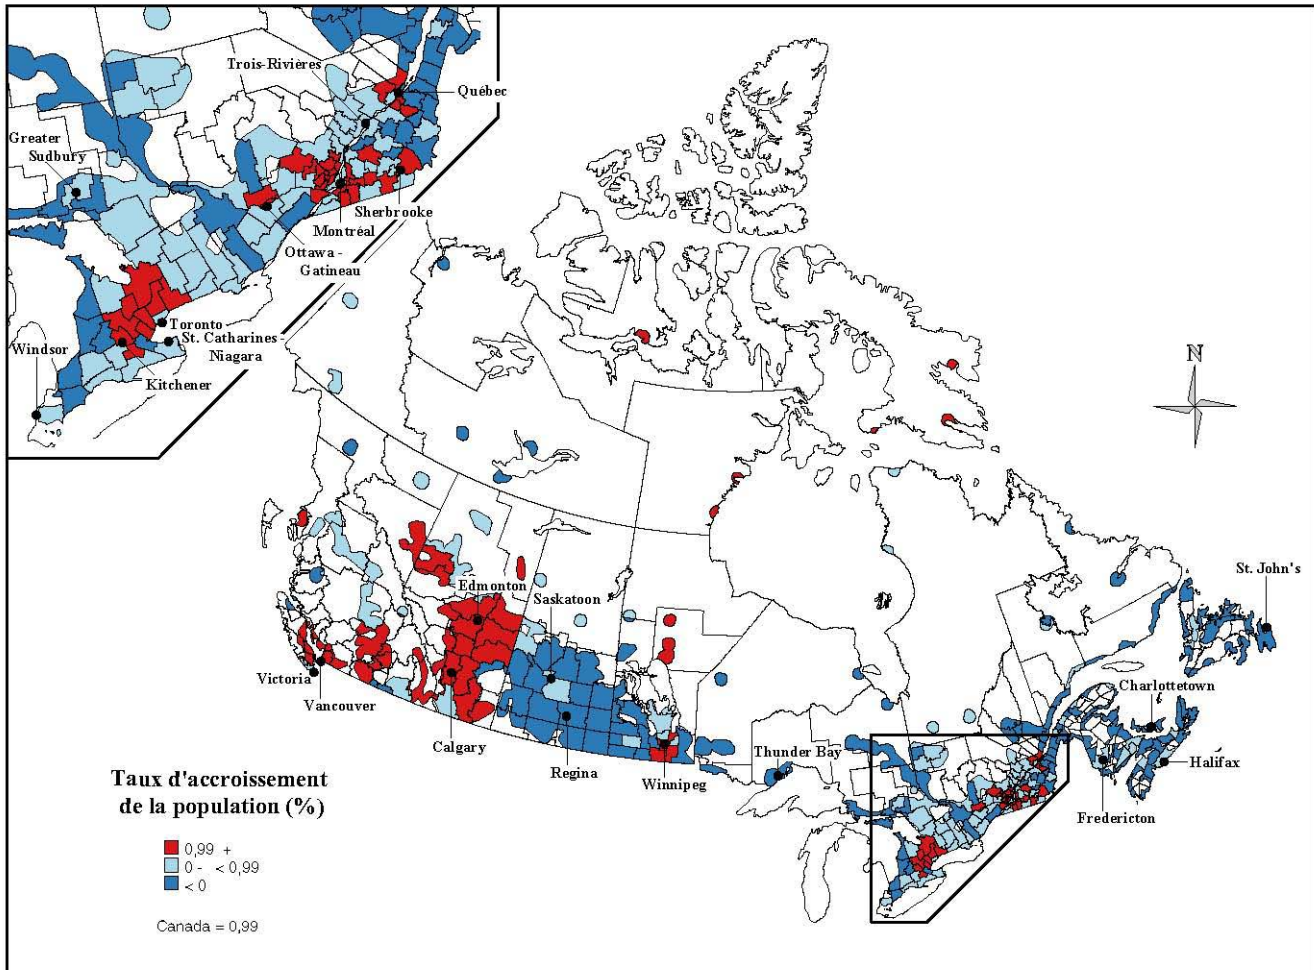 Trois-Rivières
Québec
Greater
Sudbury
Sherbrooke
Montréal
Ottawa -
Gatineau
Toronto
St. Catharines -
Niagara
Windsor
Kitchener
N
St. John's
Edmonton
Saskatoon
Charlottetown
Victoria
Vancouver
Calgary
Regina
Winnipeg
Thunder Bay
Halifax
Fredericton
Taux d'accroissement
de la population (%)
0,99 +
0 - < 0,99
< 0
Canada = 0,99